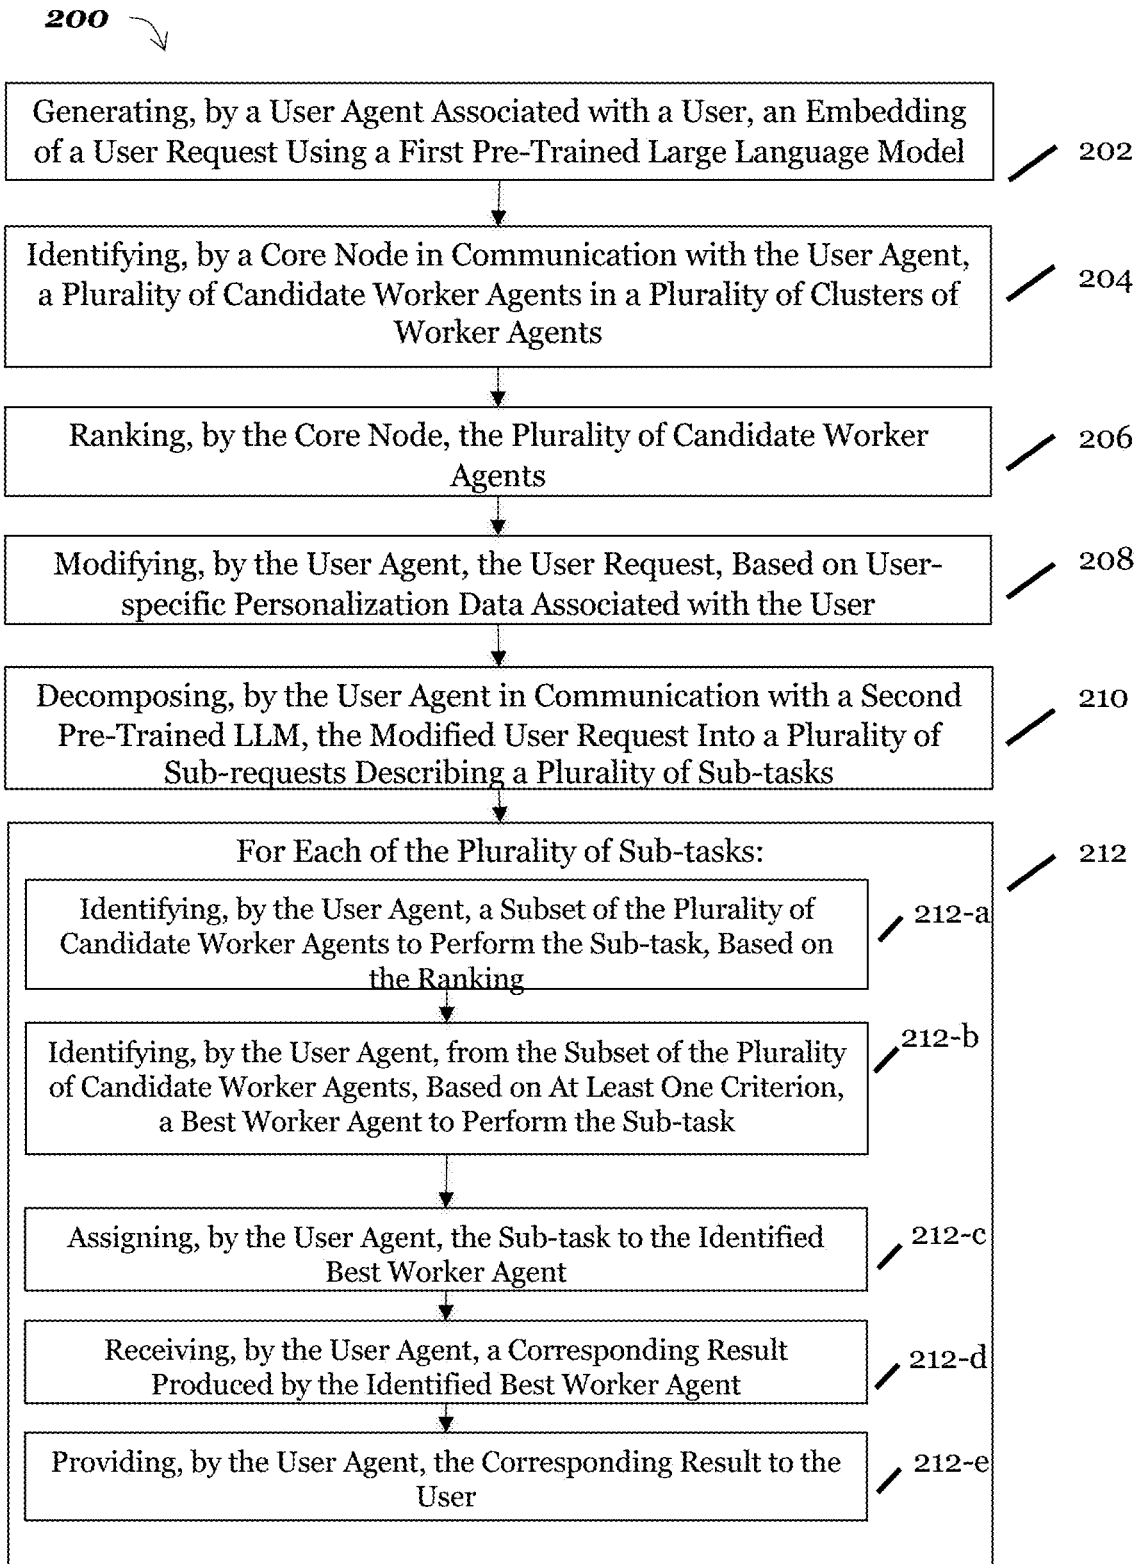 200
Generating, by a User Agent Associated with a User, an Embedding
of a User Request Using a First Pre-Trained Large Language Model
202
Identifying, by a Core Node in Communication with the User Agent,
a Plurality of Candidate Worker Agents in a Plurality of Clusters of
Worker Agents
204
Ranking, by the Core Node, the Plurality of Candidate Worker
Agents
206
Modifying, by the User Agent, the User Request, Based on User-
specific Personalization Data Associated with the User
208
Decomposing, by the User Agent in Communication with a Second
Pre-Trained LLM, the Modified User Request Into a Plurality of
Sub-requests Describing a Plurality of Sub-tasks
210
For Each of the Plurality of Sub-tasks:
212
Identifying, by the User Agent, a Subset of the Plurality of
Candidate Worker Agents to Perform the Sub-task, Based on
the Ranking
212-a
Identifying, by the User Agent, from the Subset of the Plurality
of Candidate Worker Agents, Based on At Least One Criterion,
a Best Worker Agent to Perform the Sub-task
212-b
Assigning, by the User Agent, the Sub-task to the Identified
Best Worker Agent
212-c
Receiving, by the User Agent, a Corresponding Result
Produced by the Identified Best Worker Agent
212-d
Providing, by the User Agent, the Corresponding Result to the
User
212-e